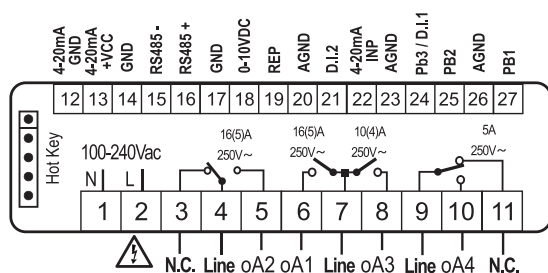 4-20mA GND
4-20mA +VCC
GND
RS485 -
RS485 +
GND
0-10VDC
REP
AGND
D.I.2
4-20mA INP
AGND
Pb3 / D.I.1
PB2
AGND
PB1
12 13 14 15 16 17 18 19 20 21 22 23 24 25 26 27
Hot Key
100-240Vac
N L
16(5)A 250V~
16(5)A 250V~
10(4)A 250V~
5A 250V~
1 2 3 4 5 6 7 8 9 10 11
N.C. Line oA2 oA1 Line oA3 Line oA4 N.C.